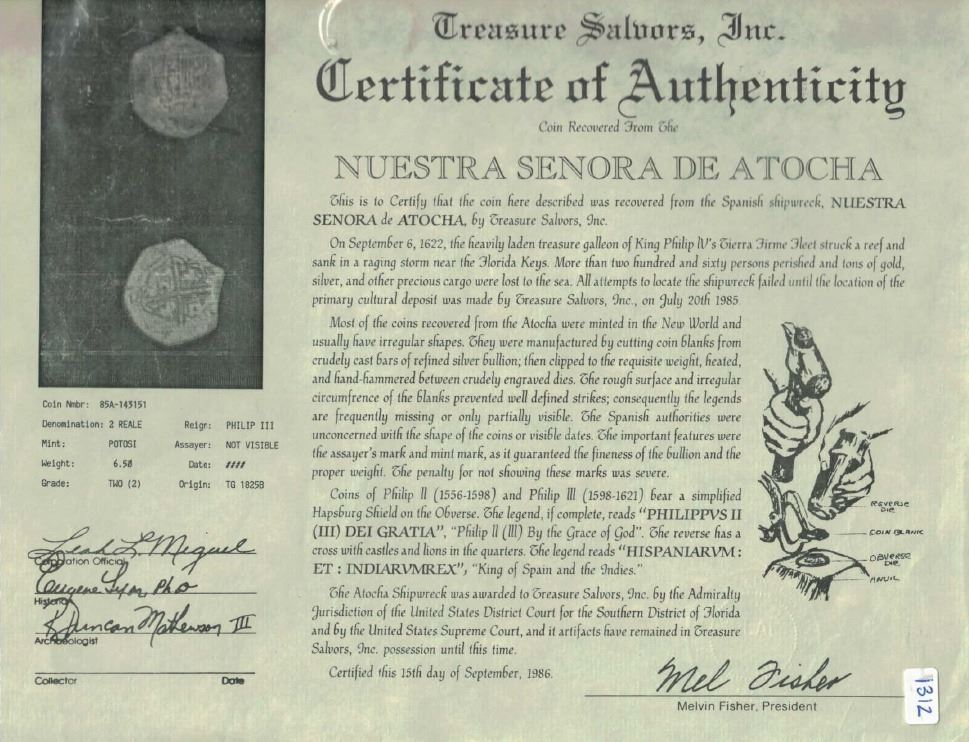 Treasure Salvors, Inc.
Certificate of Authenticity
Coin Recovered From The
NUESTRA SENORA DE ATOCHA
This is to Certify that the coin here described was recovered from the Spanish shipwreck, NUESTRA
SENORA de ATOCHA, by Treasure Salvors, Inc.
On September 6, 1622, the heavily laden treasure galleon of King Philip IV's Tierra Firme Fleet struck a reef and
sank in a raging storm near the Florida Keys. More than two hundred and sixty persons perished and tons of gold,
silver, and other precious cargo were lost to the sea. All attempts to locate the shipwreck failed until the location of the
primary cultural deposit was made by Treasure Salvors, Inc., on July 20th 1985.
Most of the coins recovered from the Atocha were minted in the New World and
usually have irregular shapes. They were manufactured by cutting coin blanks from
crudely cast bars of refined silver bullion; then clipped to the requisite weight, heated,
and hand-hammered between crudely engraved dies. The rough surface and irregular
circumfrence of the blanks prevented well defined strikes; consequently the legends
are frequently missing or only partially visible. The Spanish authorities were
unconcerned with the shape of the coins or visible dates. The important features were
the assayer's mark and mint mark, as it guaranteed the fineness of the bullion and the
proper weight. The penalty for not showing these marks was severe.
Coins of Philip II (1556-1598) and Philip III (1598-1621) bear a simplified
Hapsburg Shield on the Obverse. The legend, if complete, reads "PHILIPPVS II
(III) DEI GRATIA", "Philip II (III) By the Grace of God". The reverse has a
cross with castles and lions in the quarters. The legend reads "HISPANIARVM :
ET : INDIARVMREX", "King of Spain and the Indies."
The Atocha Shipwreck was awarded to Treasure Salvors, Inc. by the Admiralty
Jurisdiction of the United States District Court for the Southern District of Florida
and by the United States Supreme Court, and it artifacts have remained in Treasure
Salvors, Inc. possession until this time.
Certified this 15th day of September, 1986.
REVERSE
DIE
COIN BLANK
OBVERSE
DIE
ANVIL
Coin Nmbr: 85A-143151
Denomination: 2 REALE Reign: PHILIP III
Mint: POTOSI Assayer: NOT VISIBLE
Weight: 6.50 Date: ####
Grade: TWO (2) Origin: TG 18258
Leah L. Miguel
Corporation Official
Eugene Lyon, PhD
Historian
R. Duncan Mathewson III
Archaeologist
Collector Date
Mel Fisher
Melvin Fisher, President
1312